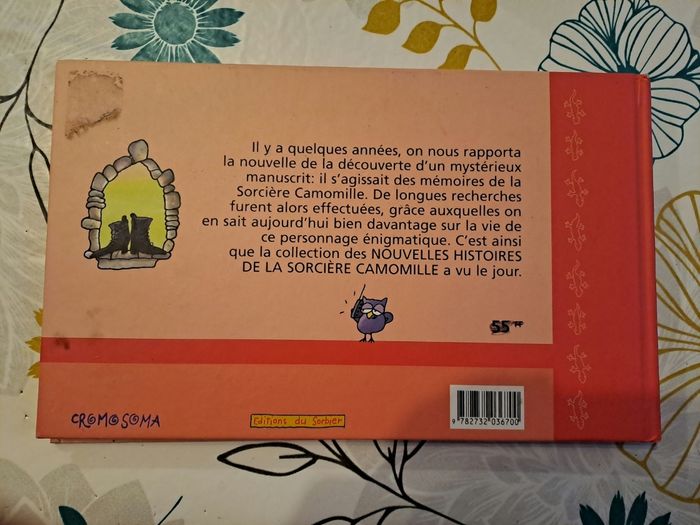 Il y a quelques années, on nous rapporta
la nouvelle de la découverte d'un mystérieux
manuscrit: il s'agissait des mémoires de la
Sorcière Camomille. De longues recherches
furent alors effectuées, grâce auxquelles on
en sait aujourd'hui bien davantage sur la vie de
ce personnage énigmatique. C'est ainsi
que la collection des NOUVELLES HISTOIRES
DE LA SORCIÈRE CAMOMILLE a vu le jour.
55 FF
CROMOSOMA
Editions du Sorbier
9 782732 036700